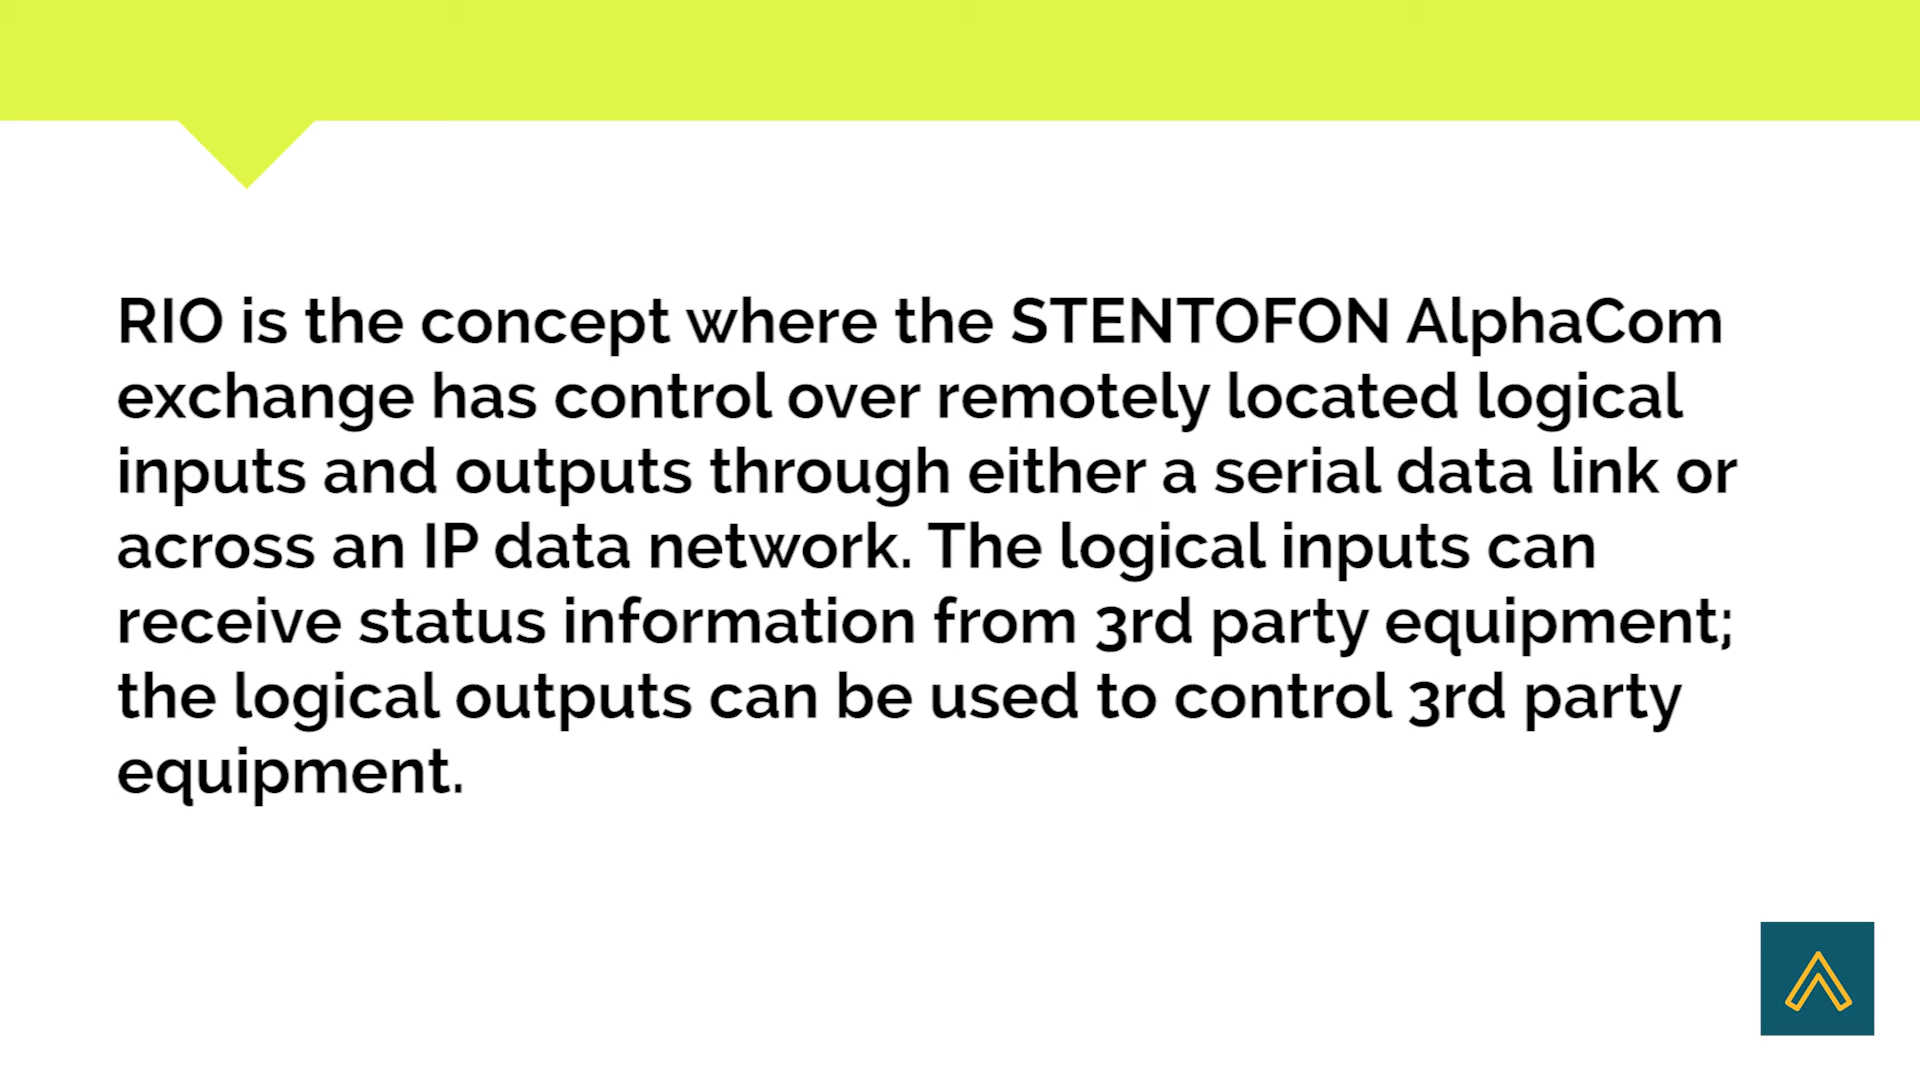 RIO is the concept where the STENTOFON AlphaCom
exchange has control over remotely located logical
inputs and outputs through either a serial data link or
across an IP data network. The logical inputs can
receive status information from 3rd party equipment;
the logical outputs can be used to control 3rd party
equipment.